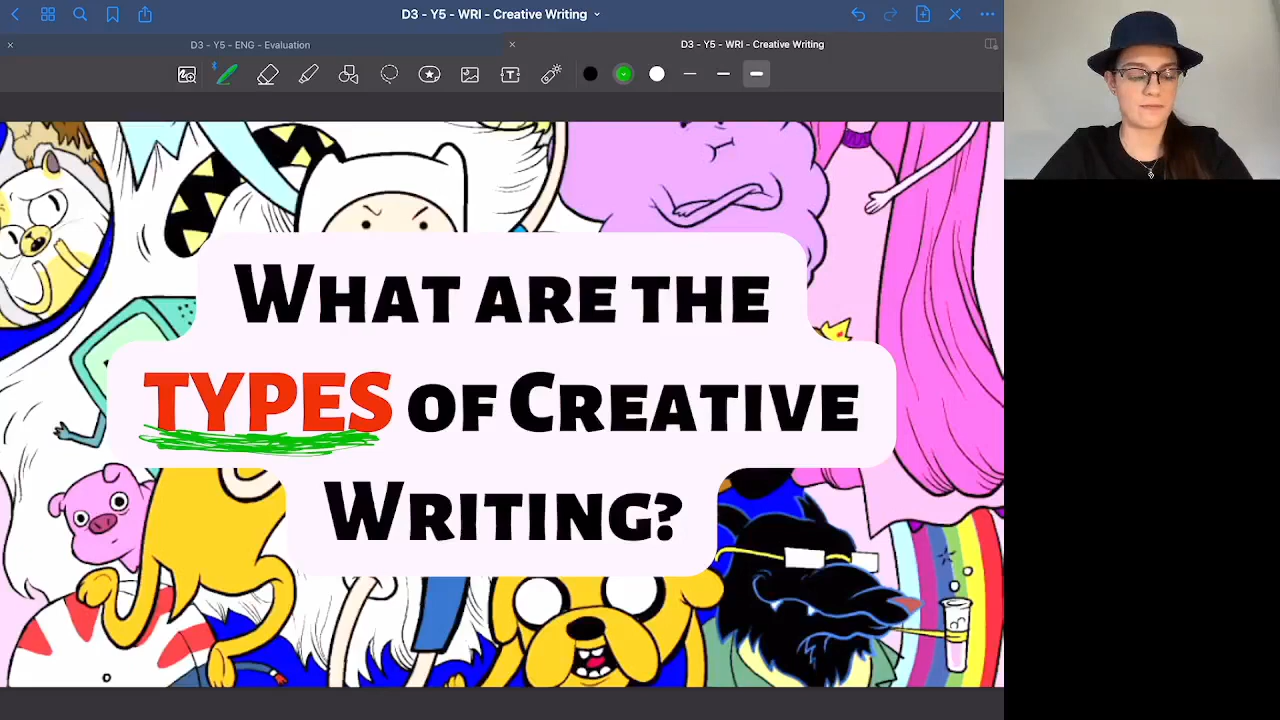 D3 - Y5 - WRI - Creative Writing
D3 - Y5 - ENG - Evaluation
D3 - Y5 - WRI - Creative Writing
WHAT ARE THE
TYPES OF CREATIVE
WRITING?